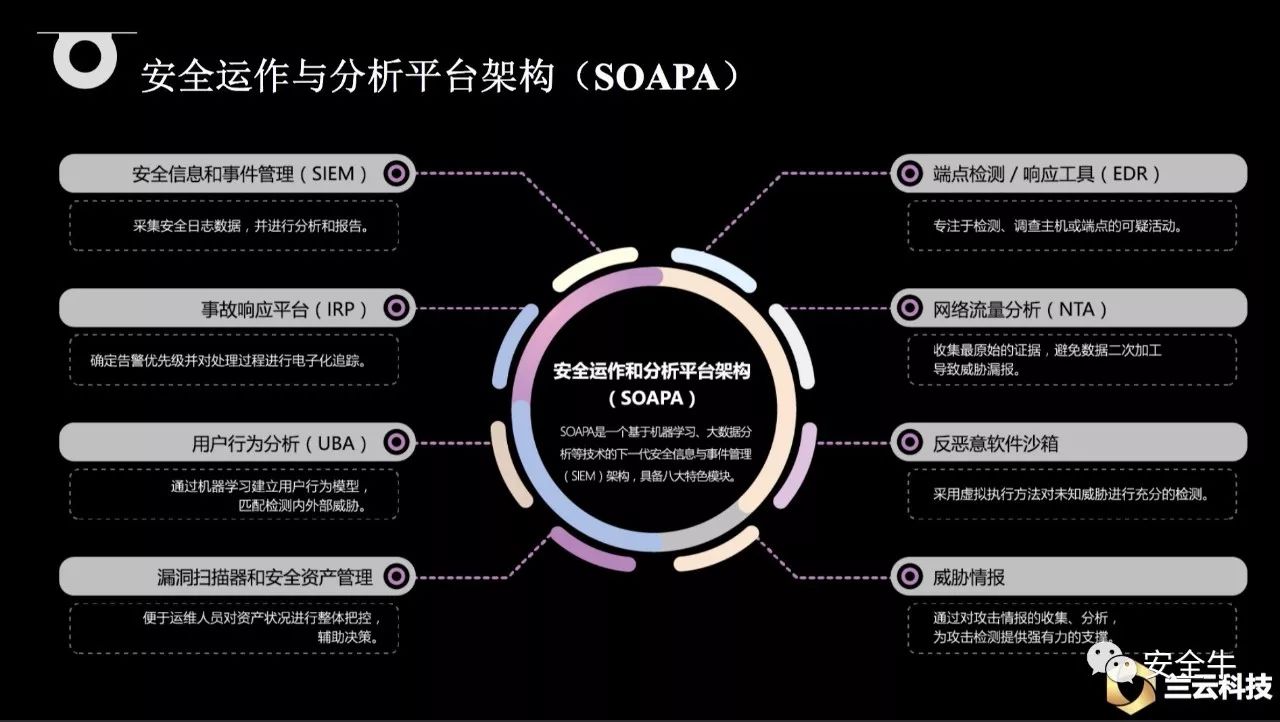 安全运作与分析平台架构（SOAPA）
安全信息和事件管理（SIEM）
采集安全日志数据，并进行分析和报告。
事故响应平台（IRP）
确定告警优先级并对处理过程进行电子化追踪。
用户行为分析（UBA）
通过机器学习建立用户行为模型，
匹配检测内外部威胁。
漏洞扫描器和安全资产管理
便于运维人员对资产状况进行整体把控，
辅助决策。
安全运作和分析平台架构
（SOAPA）
SOAPA是一个基于机器学习、大数据分
析等技术的下一代安全信息与事件管理
（SIEM）架构，具备八大特色模块。
端点检测 / 响应工具（EDR）
专注于检测、调查主机或端点的可疑活动。
网络流量分析（NTA）
收集最原始的证据，避免数据二次加工
导致威胁漏报。
反恶意软件沙箱
采用虚拟执行方法对未知威胁进行充分的检测。
威胁情报
通过对攻击情报的收集、分析，
为攻击检测提供强有力的支撑。
安全牛
兰云科技